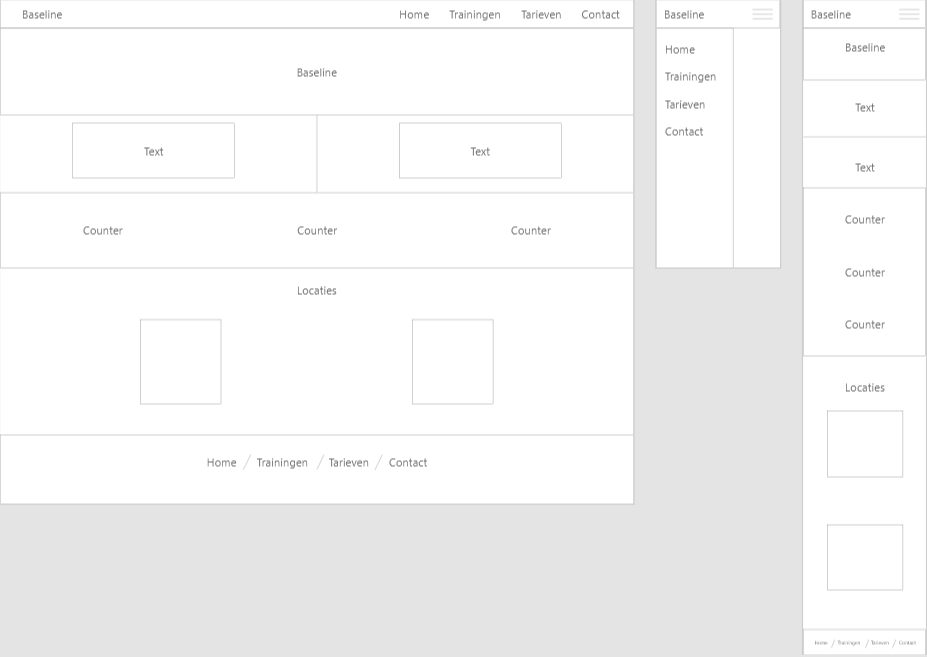 Baseline Home Trainingen Tarieven Contact
Baseline
Text Text
Counter Counter Counter
Locaties
Home / Trainingen / Tarieven / Contact
Baseline
Home
Trainingen
Tarieven
Contact
Baseline
Baseline
Text
Text
Counter
Counter
Counter
Locaties
Home / Trainingen / Tarieven / Contact